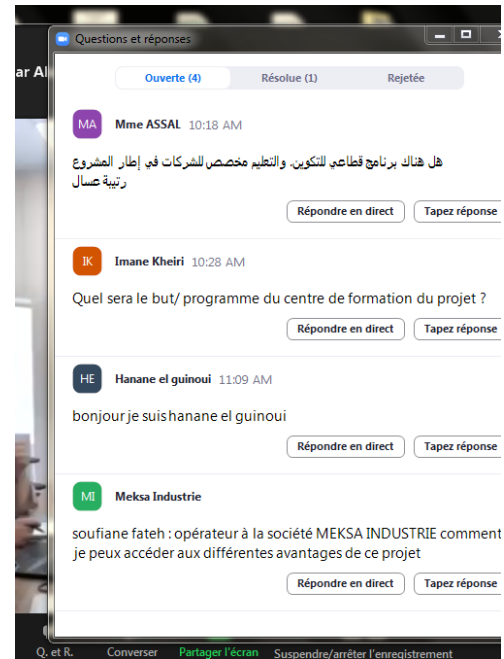 Questions et réponses
Ouverte (4) Résolue (1) Rejetée
MA Mme ASSAL 10:18 AM
هل هناك برنامج قطاعي للتكوين. والتعليم مخصص للشركات في إطار المشروع
رتيبة عسال
Répondre en direct Tapez réponse
IK Imane Kheiri 10:28 AM
Quel sera le but/ programme du centre de formation du projet ?
Répondre en direct Tapez réponse
HE Hanane el guinoui 11:09 AM
bonjour je suis hanane el guinoui
Répondre en direct Tapez réponse
MI Meksa Industrie
soufiane fateh : opérateur à la société MEKSA INDUSTRIE comment
je peux accéder aux différentes avantages de ce projet
Répondre en direct Tapez réponse
Q. et R. Converser Partager l'écran Suspendre/arrêter l'enregistrement